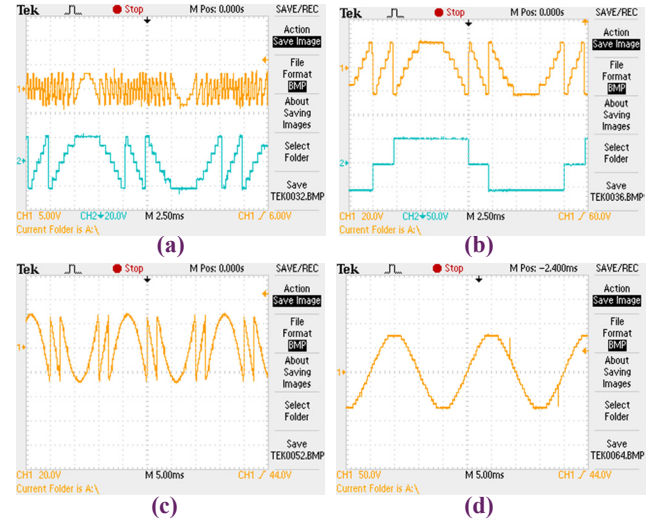 Tek Stop M Pos: 0.000s SAVE/REC
Action
Save Image
File
Format
BMP
About
Saving
Images
Select
Folder
Save
TEK0032.BMP
1
2
CH1 5.00V CH2 20.0V M 2.50ms CH1 6.00V
Current Folder is A:\
(a)
Tek Stop M Pos: 0.000s SAVE/REC
Action
Save Image
File
Format
BMP
About
Saving
Images
Select
Folder
Save
TEK0036.BMP
1
2
CH1 20.0V CH2 50.0V M 2.50ms CH1 60.0V
Current Folder is A:\
(b)
Tek Stop M Pos: 0.000s SAVE/REC
Action
Save Image
File
Format
BMP
About
Saving
Images
Select
Folder
Save
TEK0052.BMP
1
CH1 20.0V M 5.00ms CH1 44.0V
Current Folder is A:\
(c)
Tek Stop M Pos: -2.400ms SAVE/REC
Action
Save Image
File
Format
BMP
About
Saving
Images
Select
Folder
Save
TEK0064.BMP
1
CH1 50.0V M 5.00ms CH1 44.0V
Current Folder is A:\
(d)